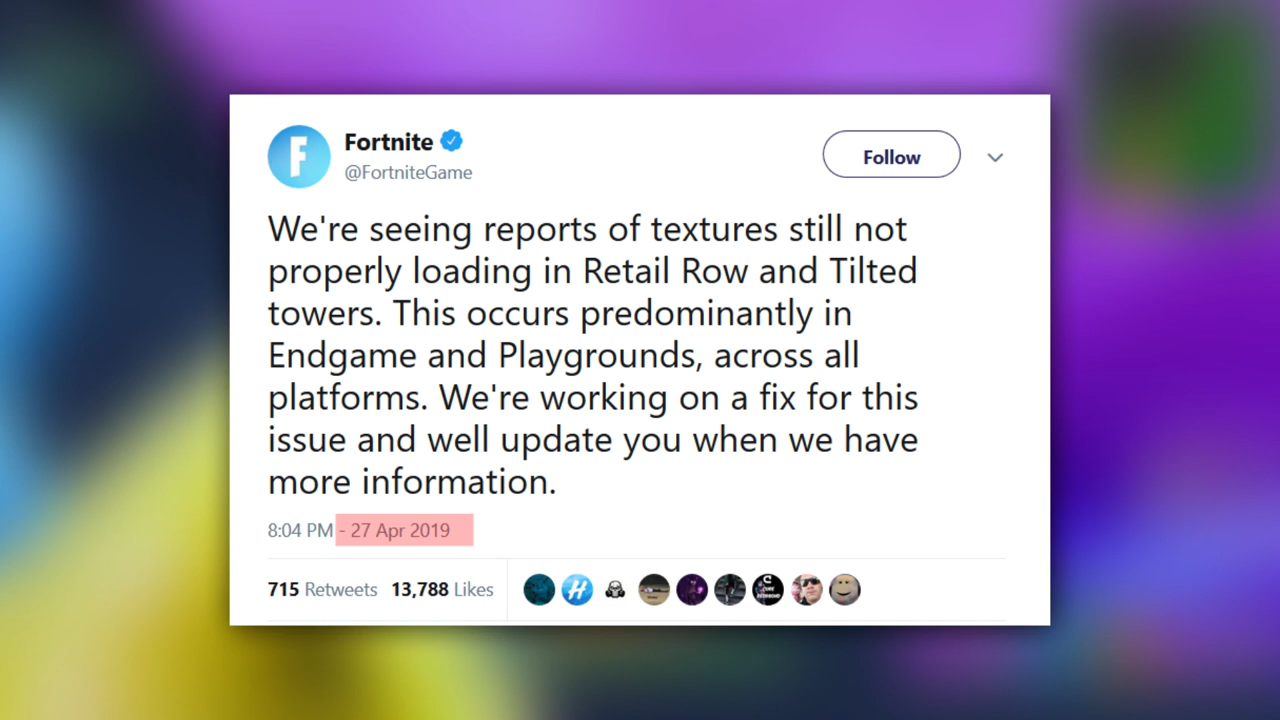 Fortnite
@FortniteGame
Follow
We're seeing reports of textures still not
properly loading in Retail Row and Tilted
towers. This occurs predominantly in
Endgame and Playgrounds, across all
platforms. We're working on a fix for this
issue and well update you when we have
more information.
8:04 PM - 27 Apr 2019
715 Retweets 13,788 Likes